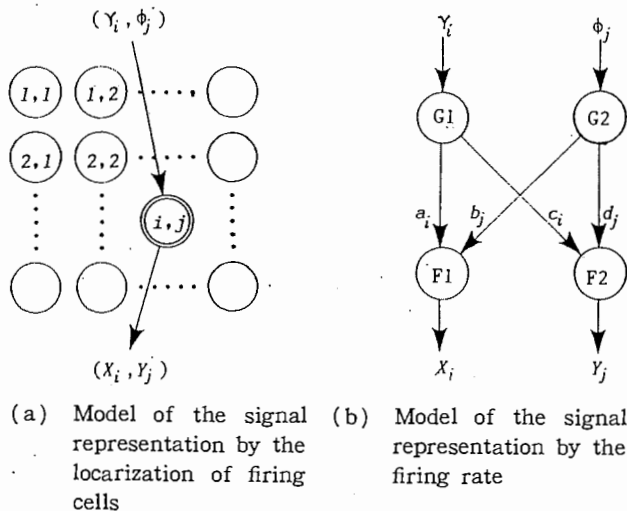 (γi, φj)
1,1 1,2 ······
2,1 2,2 ······
i,j
······
(Xi, Yj)
γi φj
G1 G2
ai bj ci dj
F1 F2
Xi Yj
(a) Model of the signal
representation by the
locarization of firing
cells
(b) Model of the signal
representation by the
firing rate